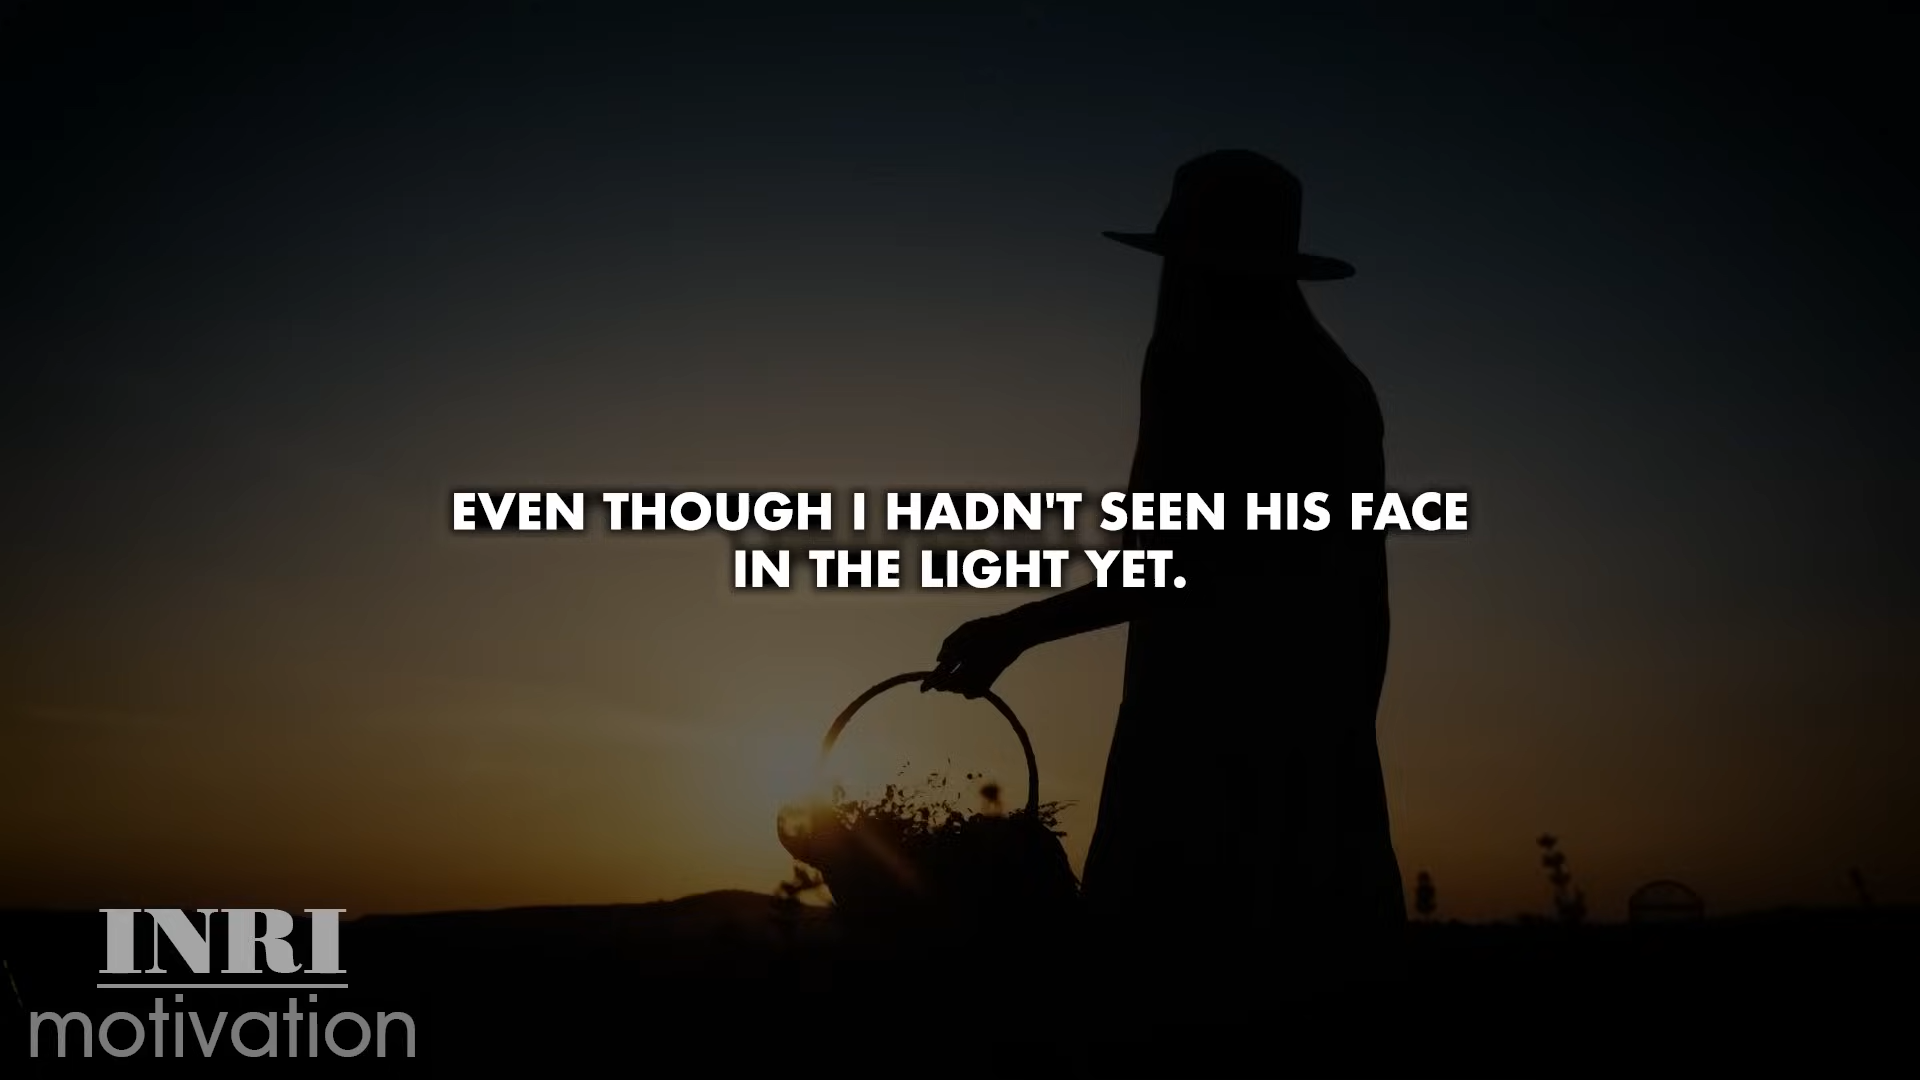 EVEN THOUGH I HADN'T SEEN HIS FACE
IN THE LIGHT YET.
INRI
motivation